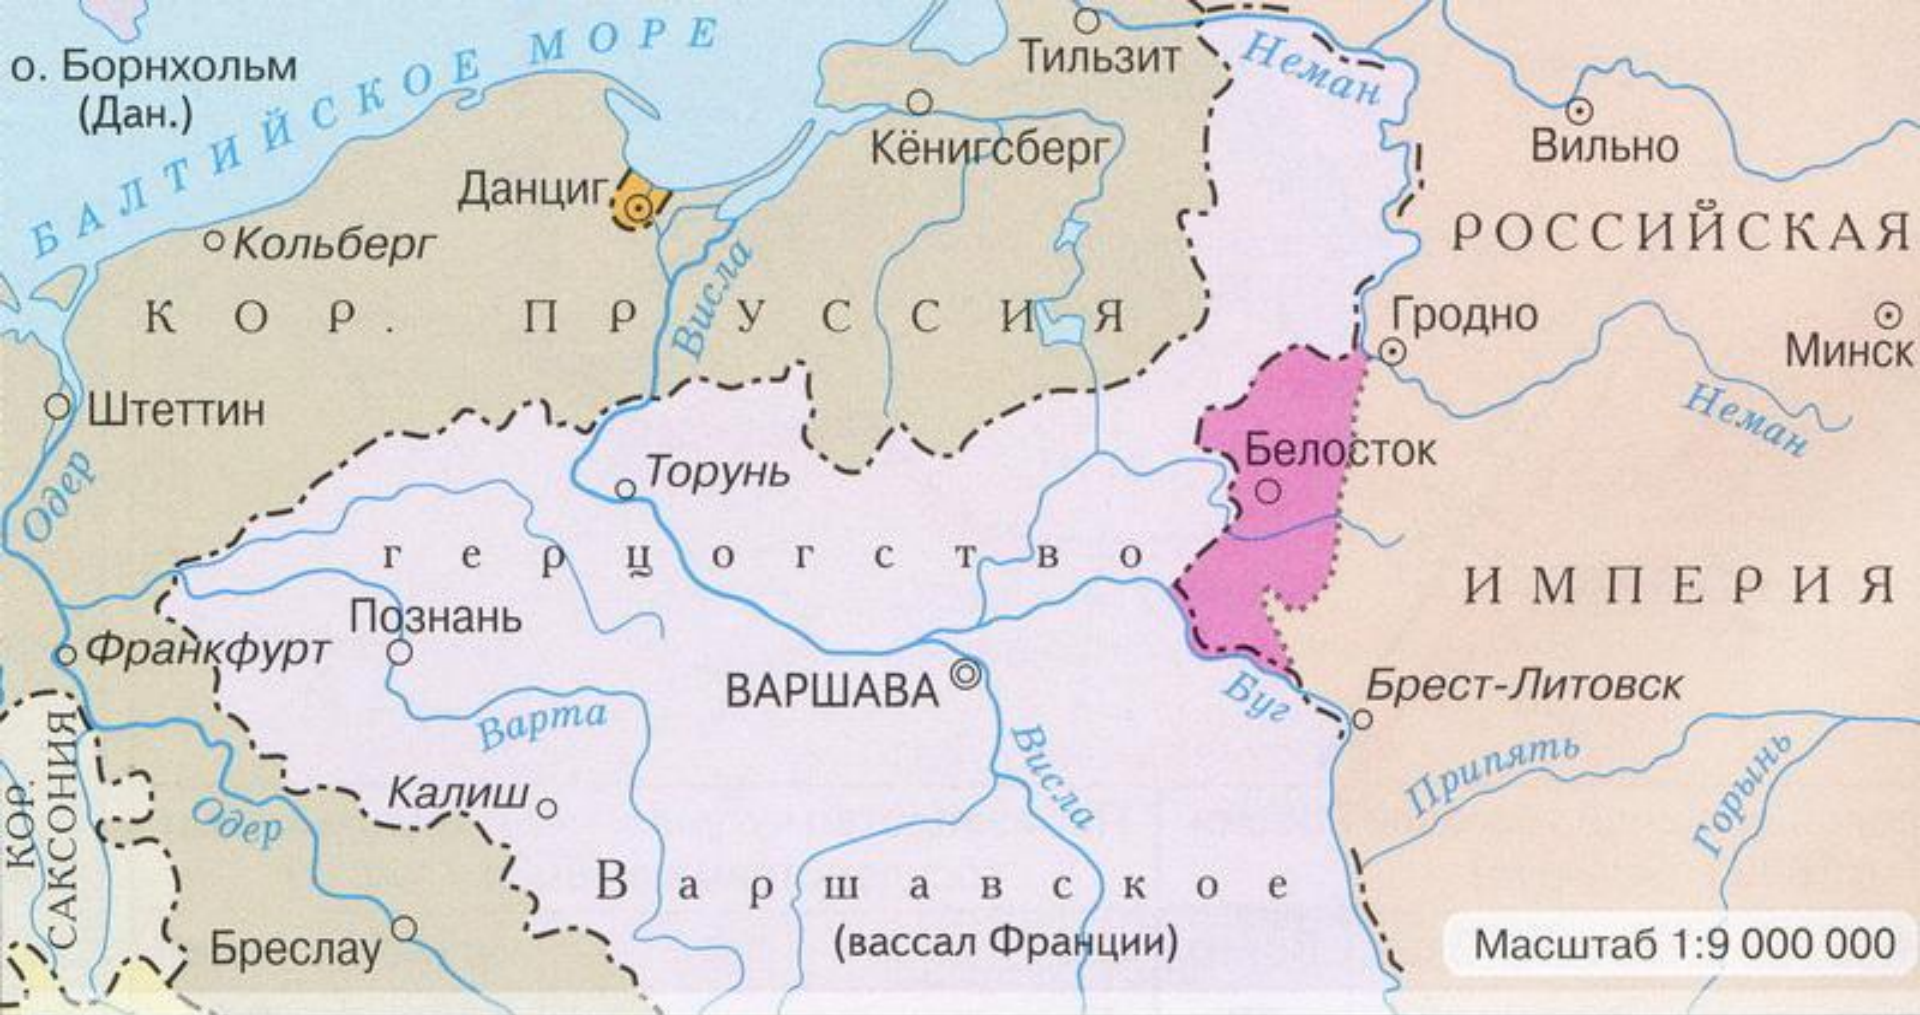 о. Борнхольм
(Дан.)
БАЛТИЙСКОЕ МОРЕ
Тильзит
Неман
Кёнигсберг
Вильно
Данциг
Кольберг
Висла
РОССИЙСКАЯ
КОР. ПРУССИЯ
Гродно
Минск
Штеттин
Неман
Одер
Торунь
Белосток
герцогство
ИМПЕРИЯ
Познань
Франкфурт
ВАРШАВА
Брест-Литовск
Буг
Варта
Висла
Припять
Горынь
КОР.
САКСОНИЯ
Калиш
Одер
Варшавское
(вассал Франции)
Бреслау
Масштаб 1:9 000 000